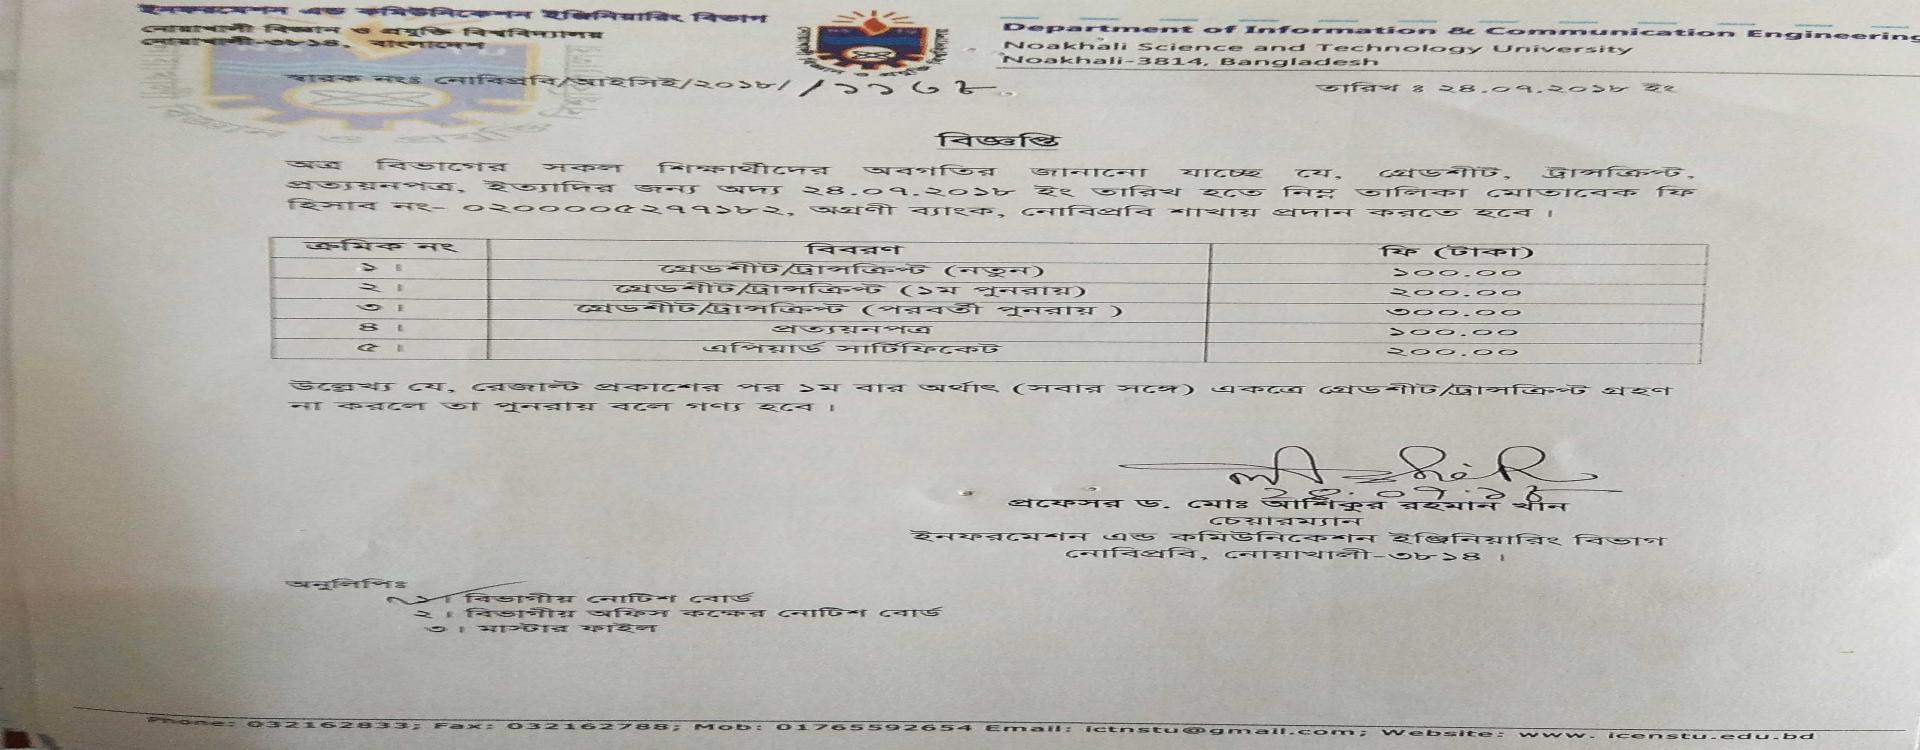 ইনফরমেশন এন্ড কমিউনিকেশন ইঞ্জিনিয়ারিং বিভাগ
নোয়াখালী বিজ্ঞান ও প্রযুক্তি বিশ্ববিদ্যালয়
নোয়াখালী-৩৮১৪, বাংলাদেশ
Department of Information & Communication Engineering
Noakhali Science and Technology University
Noakhali-3814, Bangladesh
স্মারক নংঃ নোবিপ্রবি/আইসিই/২০১৮/
তারিখ ঃ ২৪.০৭.২০১৮ ইং
বিজ্ঞপ্তি
অত্র বিভাগের সকল শিক্ষার্থীদের অবগতির জানানো যাচ্ছে যে, গ্রেডশীট, ট্রান্সক্রিপ্ট,
প্রত্যয়নপত্র, ইত্যাদির জন্য অদ্য ২৪.০৭.২০১৮ ইং তারিখ হতে নিম্ন তালিকা মোতাবেক ফি
হিসাব নং- ০২০০০০৫২৭৭১৮২, অগ্রণী ব্যাংক, নোবিপ্রবি শাখায় প্রদান করতে হবে ।
ক্রমিক নং বিবরণ ফি (টাকা)
১ । গ্রেডশীট/ট্রান্সক্রিপ্ট (নতুন) ১০০.০০
২ । গ্রেডশীট/ট্রান্সক্রিপ্ট (১ম পুনরায়) ২০০.০০
৩ । গ্রেডশীট/ট্রান্সক্রিপ্ট (পরবর্তী পুনরায় ) ৩০০.০০
৪ । প্রত্যয়নপত্র ১০০.০০
৫ । এপিয়ার্ড সার্টিফিকেট ২০০.০০
উল্লেখ্য যে, রেজাল্ট প্রকাশের পর ১ম বার অর্থাৎ (সবার সঙ্গে) একত্রে গ্রেডশীট/ট্রান্সক্রিপ্ট গ্রহণ
না করলে তা পুনরায় বলে গণ্য হবে ।
প্রফেসর ড. মোঃ আশিকুর রহমান খান
চেয়ারম্যান
ইনফরমেশন এন্ড কমিউনিকেশন ইঞ্জিনিয়ারিং বিভাগ
নোবিপ্রবি, নোয়াখালী-৩৮১৪ ।
অনুলিপিঃ
১ । বিভাগীয় নোটিশ বোর্ড
২ । বিভাগীয় অফিস কক্ষের নোটিশ বোর্ড
৩ । মাস্টার ফাইল
Phone: 032162833; Fax: 032162788; Mob: 01765592654 Email: ictnstu@gmail.com; Website: www. icenstu.edu.bd